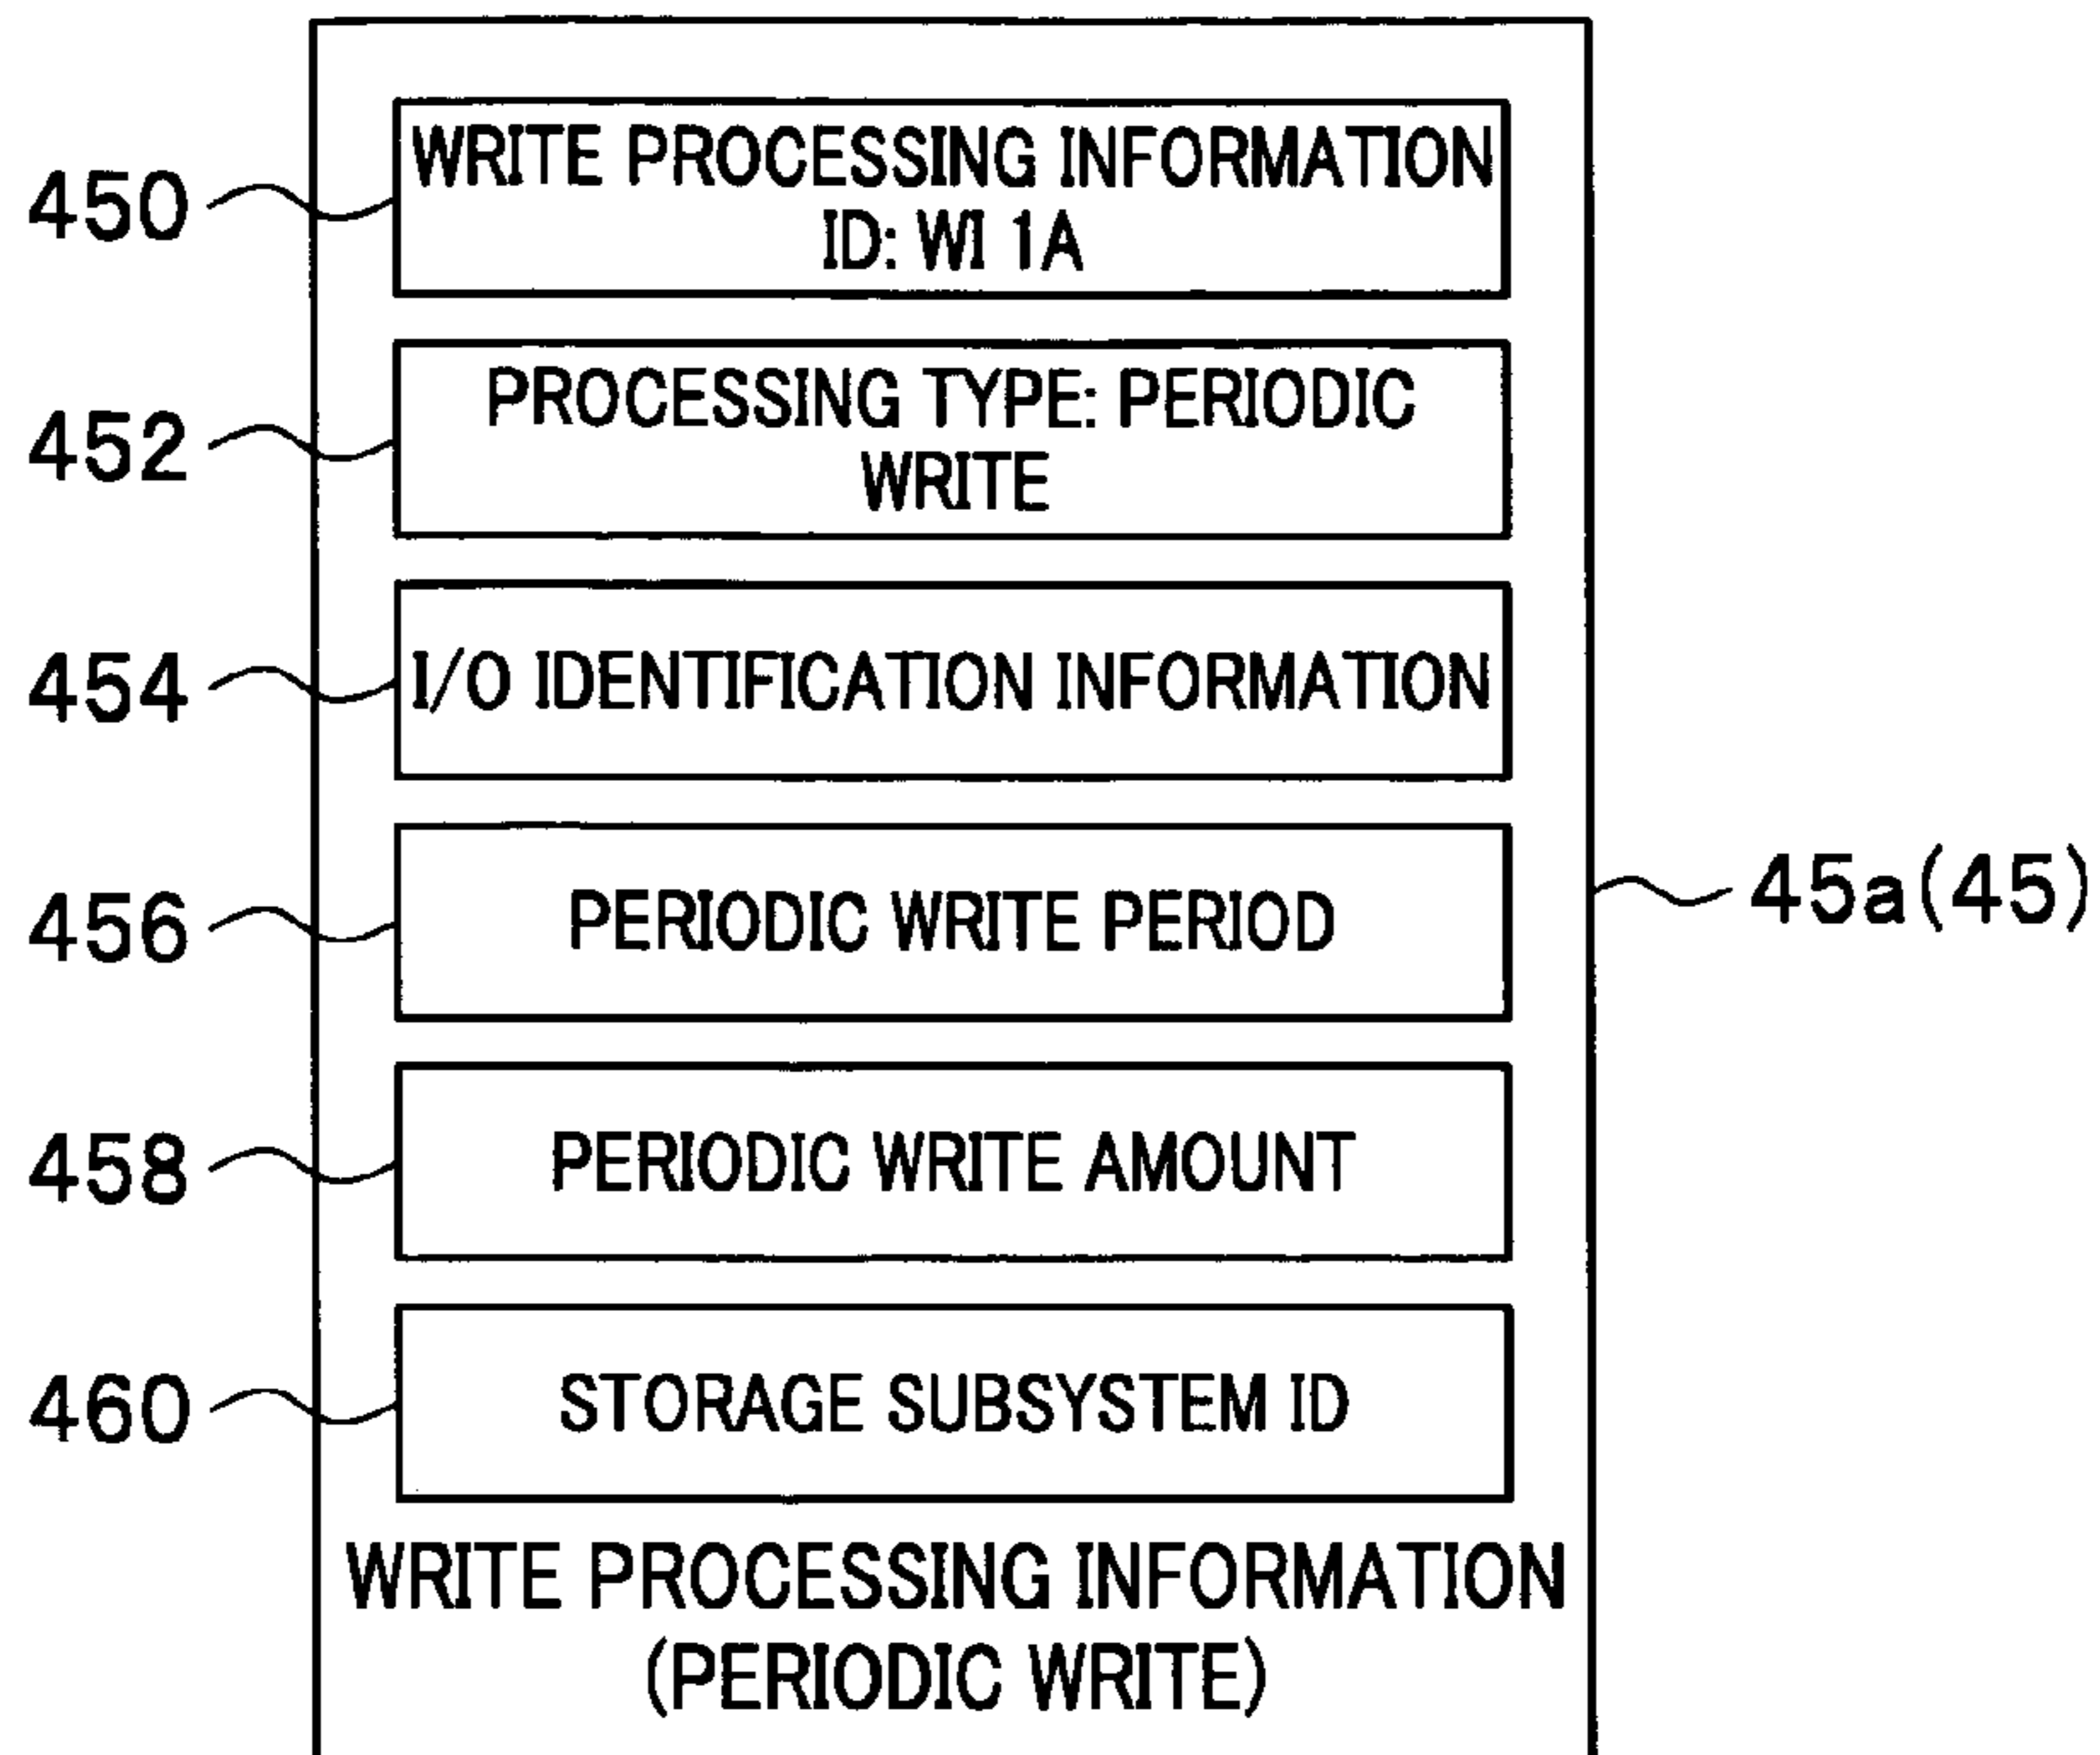 WRITE PROCESSING INFORMATION
450
ID: WI 1A
PROCESSING TYPE: PERIODIC
452
WRITE
454
I/O IDENTIFICATION INFORMATION
456
PERIODIC WRITE PERIOD
45a(45)
458
PERIODIC WRITE AMOUNT
460
STORAGE SUBSYSTEM ID
WRITE PROCESSING INFORMATION
(PERIODIC WRITE)